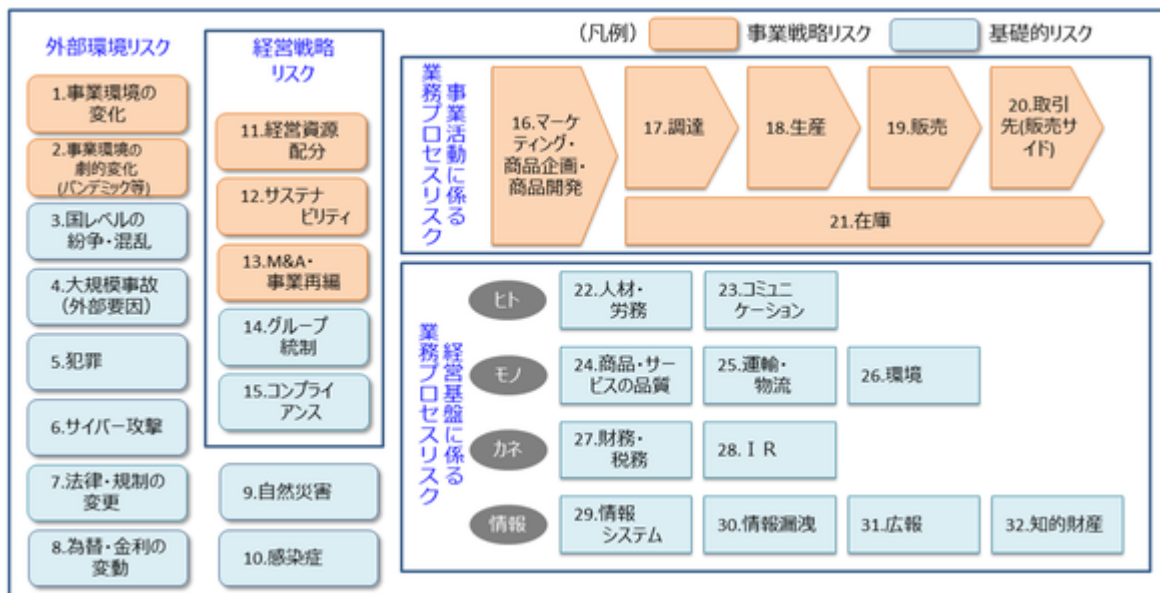 (凡例)
事業戦略リスク
基礎的リスク
外部環境リスク
1.事業環境の
変化
2.事業環境の
劇的変化
(パンデミック等)
3.国レベルの
紛争・混乱
4.大規模事故
(外部要因)
5.犯罪
6.サイバー攻撃
7.法律・規制の
変更
8.為替・金利の
変動
9.自然災害
10.感染症
経営戦略
リスク
11.経営資源
配分
12.サステナ
ビリティ
13.M&A・
事業再編
14.グループ
統制
15.コンプライ
アンス
事業活動に係る
業務プロセスリスク
16.マーケ
ティング・
商品企画・
商品開発
17.調達
18.生産
19.販売
20.取引
先(販売サ
イド)
21.在庫
経営基盤に係る
業務プロセスリスク
ヒト
22.人材・
労務
23.コミュニ
ケーション
モノ
24.商品・サー
ビスの品質
25.運輸・
物流
26.環境
カネ
27.財務・
税務
28.IR
情報
29.情報
システム
30.情報漏洩
31.広報
32.知的財産